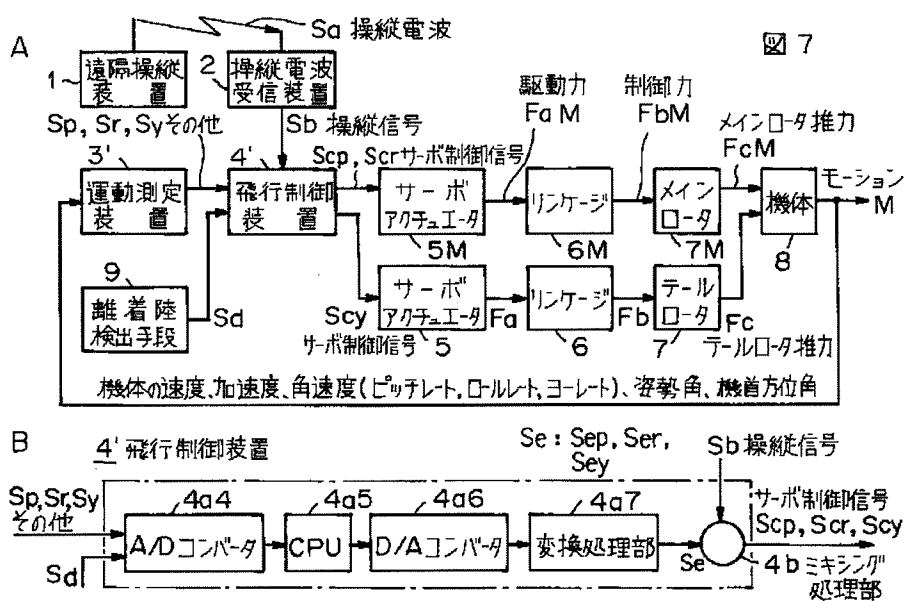 Sa 操縦電波
A
図7
1
遠隔操縦
装置
2
操縦電波
受信装置
Sp, Sr, Syその他
Sb 操縦信号
駆動力
FaM
制御力
FbM
メインロータ推力
FcM
3'
運動測定
装置
4'
飛行制御
装置
Scp, Scrサーボ制御信号
サーボ
アクチュエータ
5M
リンケージ
6M
メイン
ロータ
7M
機体
8
モーション
M
9
離着陸
検出手段
Sd
Scy
サーボ制御信号
サーボ
アクチュエータ
5
Fa
リンケージ
6
Fb
テール
ロータ
7
Fc
テールロータ推力
機体の速度、加速度、角速度(ピッチレート,ロールレート,ヨーレート)、姿勢角、機首方位角
B
4' 飛行制御装置
Se : Sep, Ser,
Sey
Sb 操縦信号
Sp,Sr,Sy
その他
Sd
4a4
A/Dコンバータ
4a5
CPU
4a6
D/Aコンバータ
4a7
変換処理部
Se
サーボ制御信号
Scp, Scr, Scy
4b ミキシング
処理部